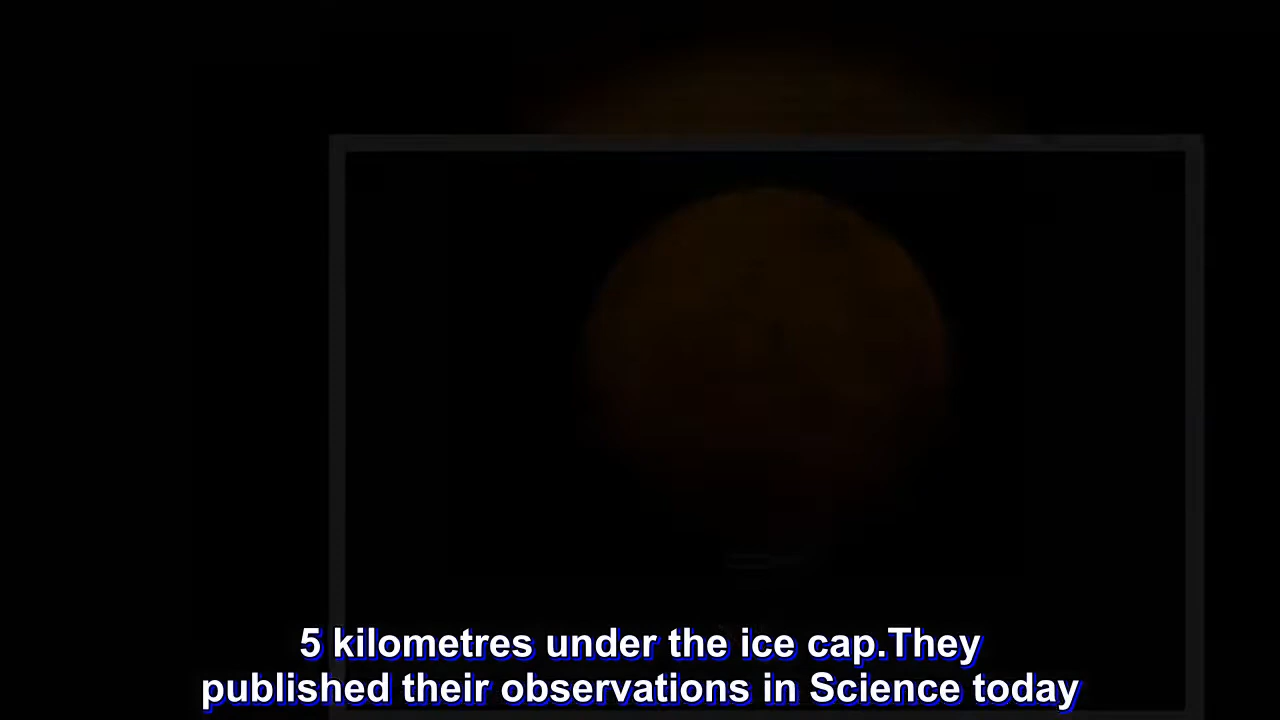 5 kilometres under the ice cap.They
published their observations in Science today